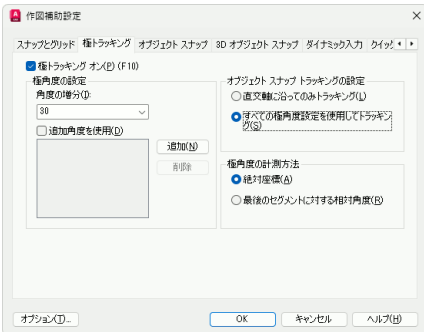 作図補助設定
スナップとグリッド 極トラッキング オブジェクト スナップ 3D オブジェクト スナップ ダイナミック入力
極トラッキング オン(P) (F10)
極角度の設定
角度の増分(I):
30
追加角度を使用(D)
追加(N)
削除
オブジェクト スナップ トラッキングの設定
直交軸に沿ってのみトラッキング(L)
すべての極角度設定を使用してトラッキン
グ(S)
極角度の計測方法
絶対座標(A)
最後のセグメントに対する相対角度(R)
オプション(T)... OK キャンセル ヘルプ(H)